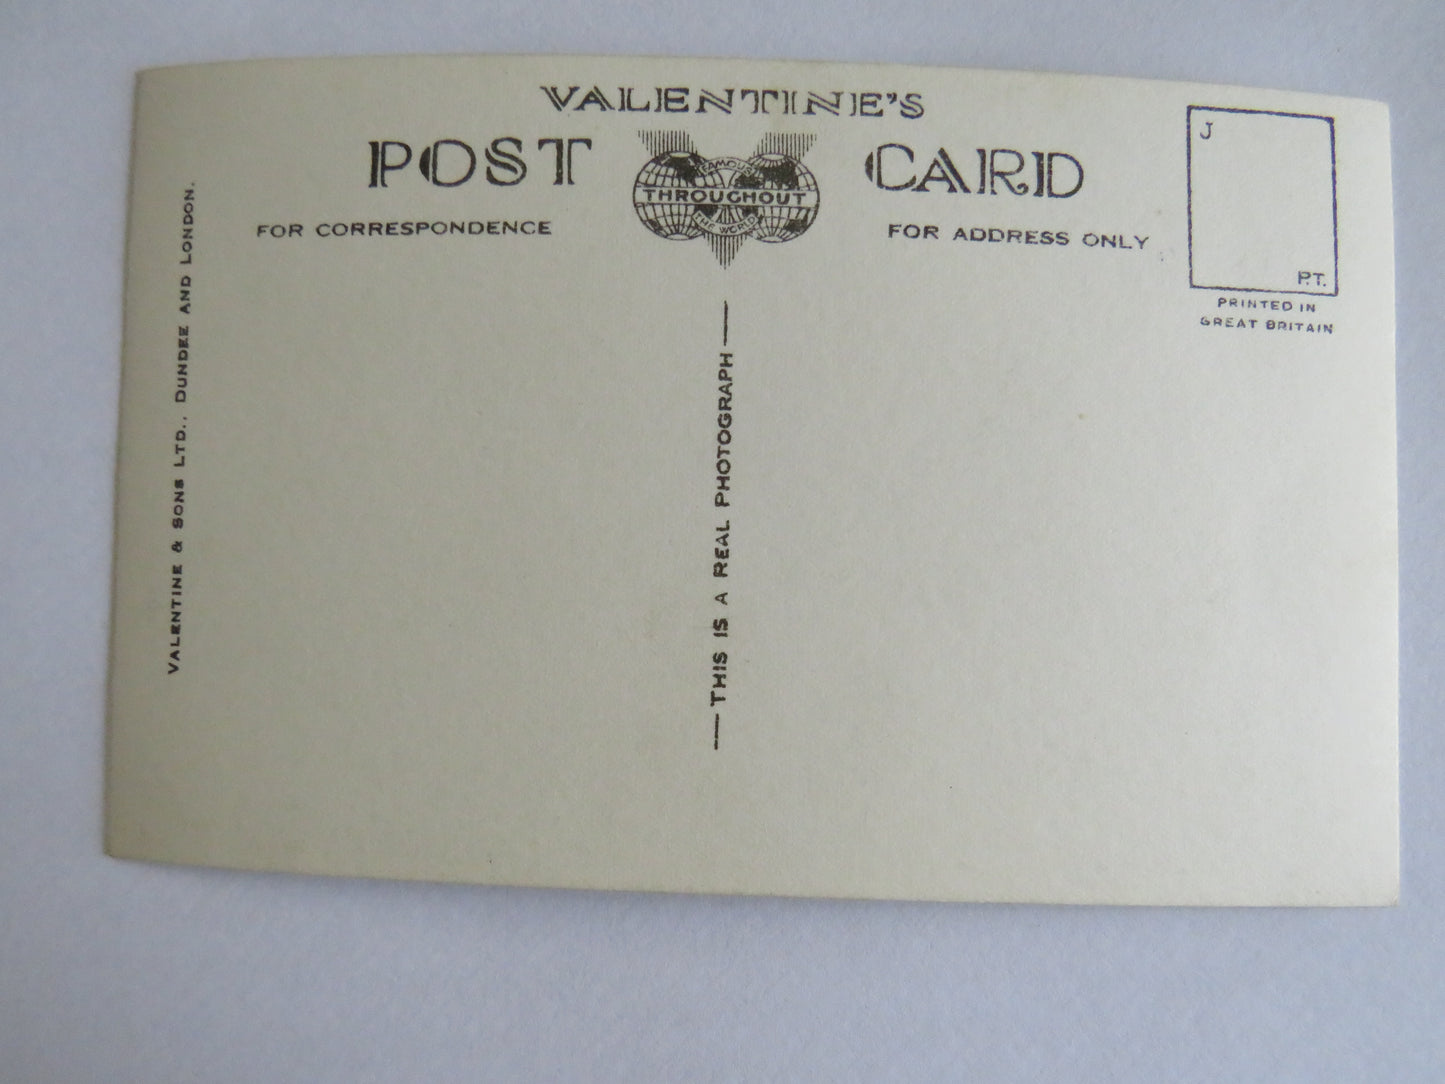 VALENTINE'S
POST CARD
FAMOUS
THROUGHOUT
THE WORLD
FOR CORRESPONDENCE
FOR ADDRESS ONLY
J
P.T.
PRINTED IN
GREAT BRITAIN
THIS IS A REAL PHOTOGRAPH
VALENTINE & SONS LTD., DUNDEE AND LONDON.